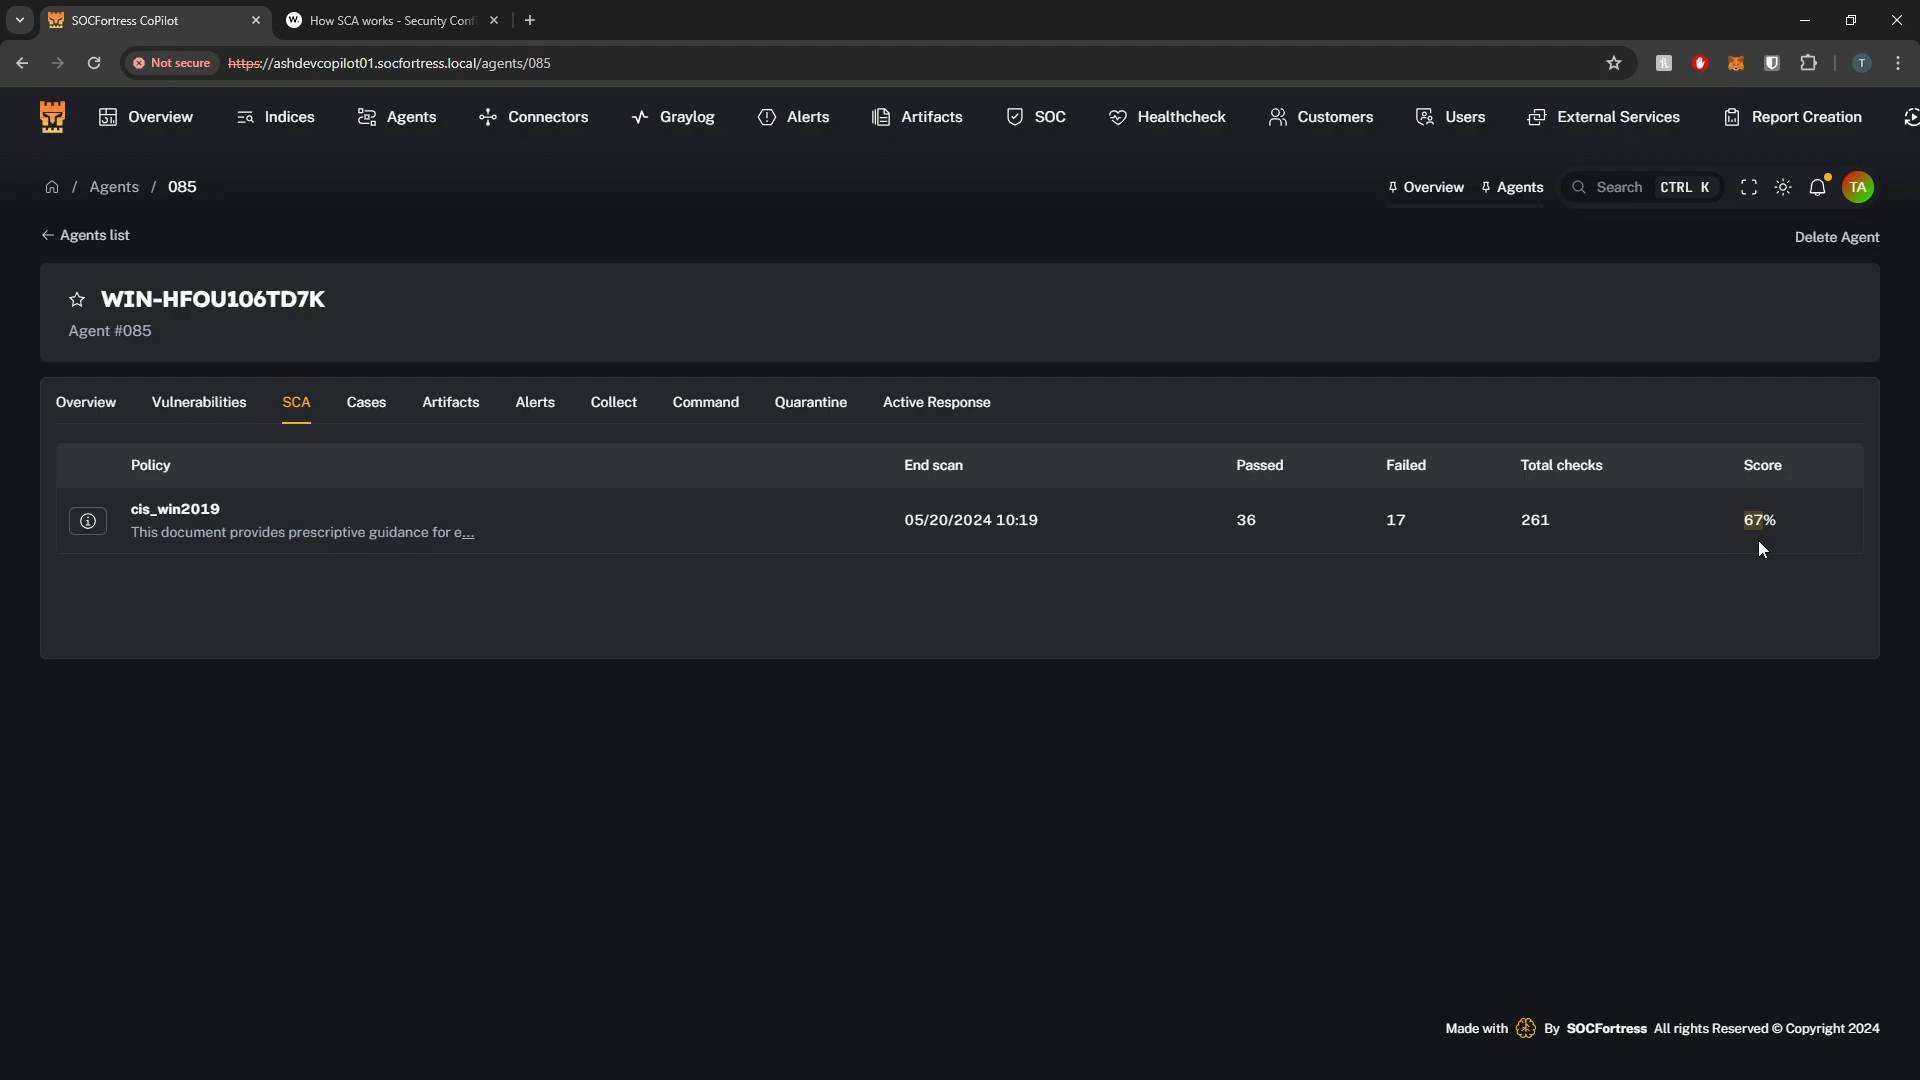 SOCFortress CoPilot
How SCA works - Security Conf
Not secure https://ashdevcopilot01.socfortress.local/agents/085
T
Overview Indices Agents Connectors Graylog Alerts Artifacts SOC Healthcheck Customers Users External Services Report Creation
/ Agents / 085
Overview Agents Search CTRL K TA
Agents list
Delete Agent
WIN-HFOU106TD7K
Agent #085
Overview Vulnerabilities SCA Cases Artifacts Alerts Collect Command Quarantine Active Response
Policy End scan Passed Failed Total checks Score
cis_win2019
This document provides prescriptive guidance for e...
05/20/2024 10:19 36 17 261 67%
Made with By SOCFortress All rights Reserved © Copyright 2024